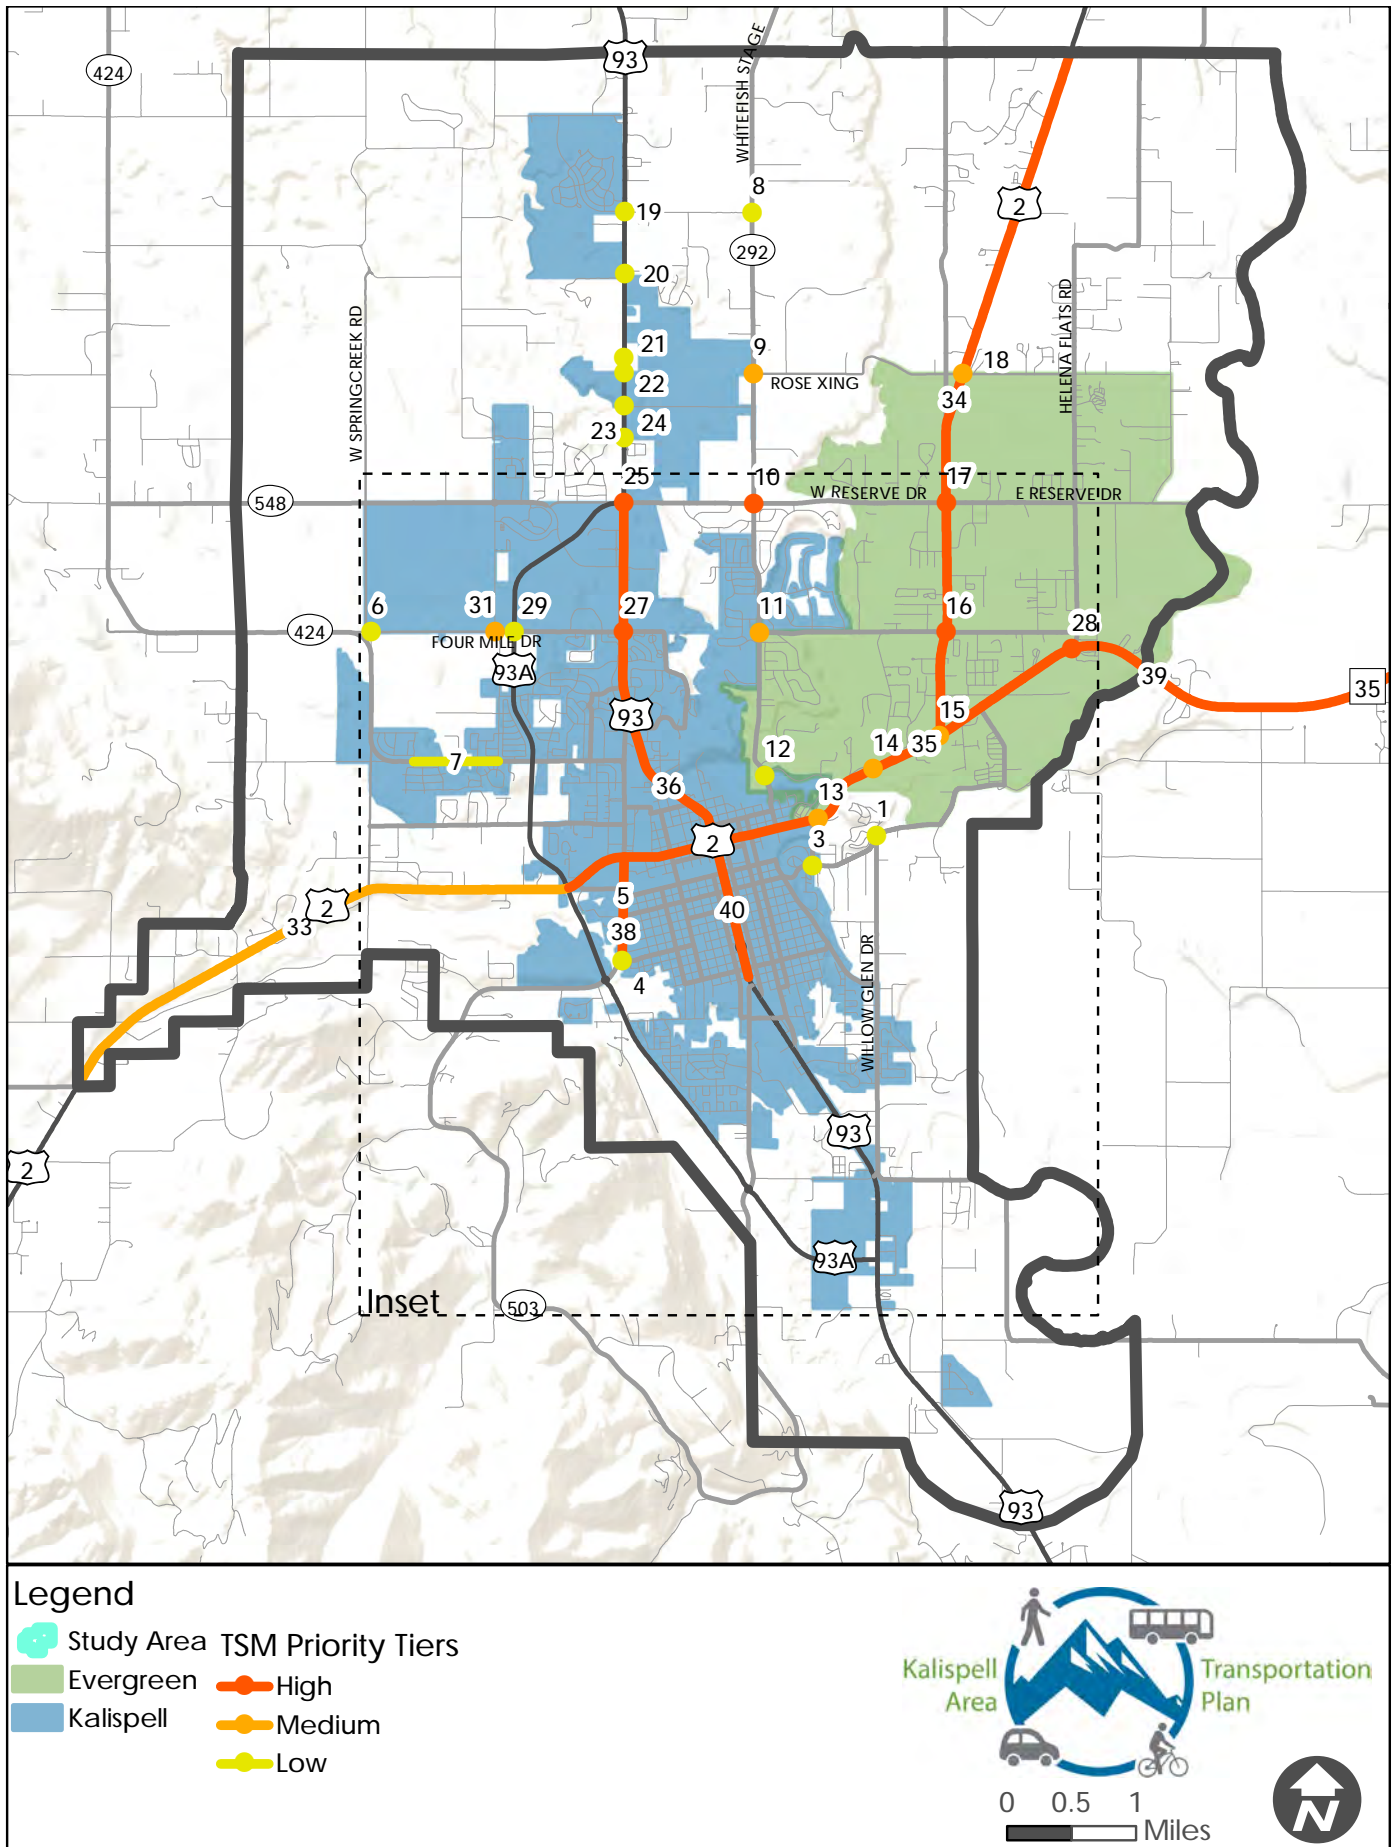 93
424
WHITEFISH STAGE
8
2
19
292
20
W SPRINGCREEK RD
HELENA FLATS RD
21
9
22
18
ROSE XING
34
24
23
25
10
17
548
W RESERVE DR
E RESERVE DR
6
31
29
27
11
16
28
424
FOUR MILE DR
93A
39
35
93
15
12
14
35
7
36
13
1
2
3
5
2
40
33
38
WILLOW GLEN DR
4
93
2
93A
Inset
503
93
Legend
Study Area
TSM Priority Tiers
Evergreen
High
Kalispell
Medium
Low
Kalispell
Area
Transportation
Plan
0 0.5 1
Miles
N